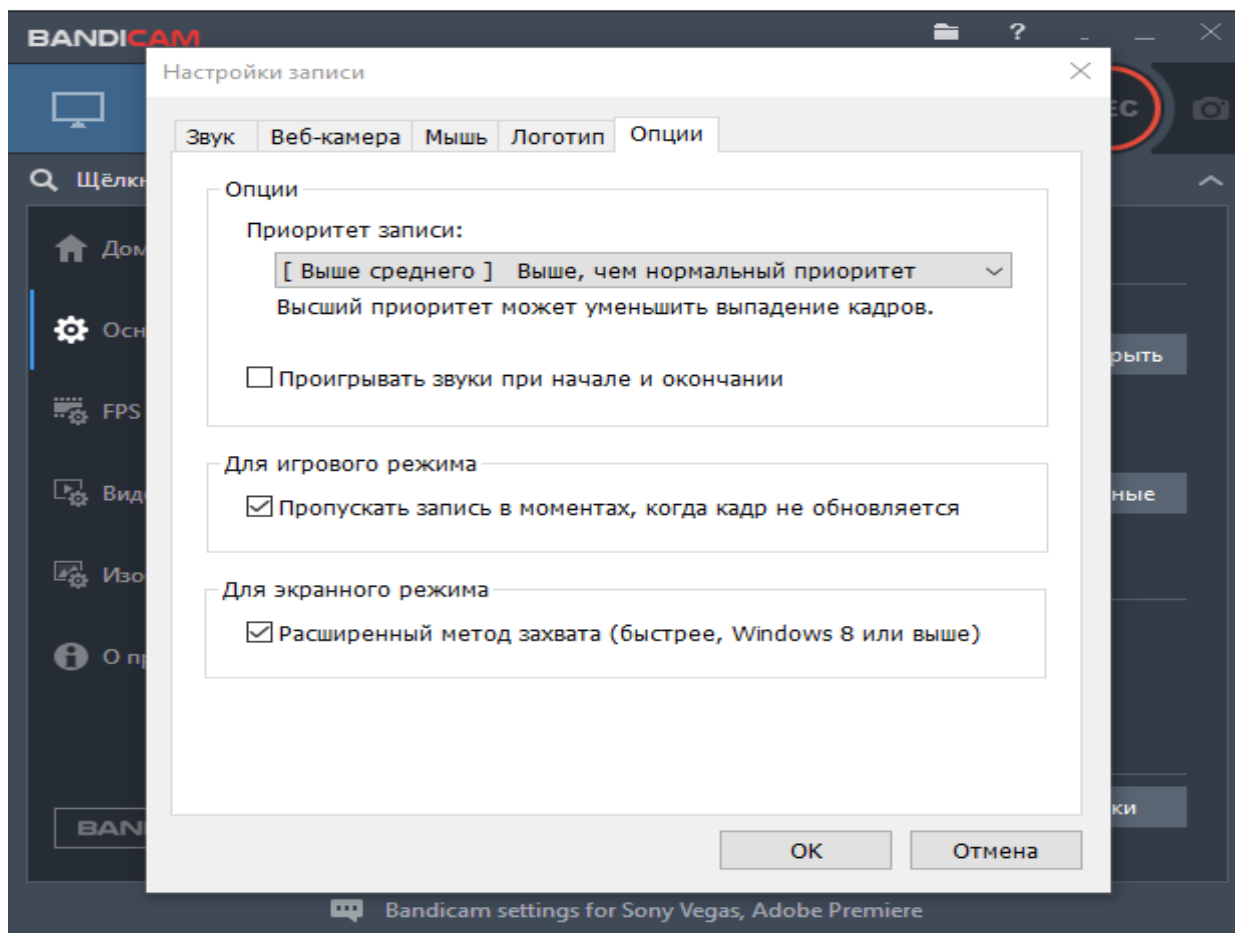 BANDICAM
?
Настройки записи
Звук Веб-камера Мышь Логотип Опции
Опции
Приоритет записи:
[ Выше среднего ] Выше, чем нормальный приоритет
Высший приоритет может уменьшить выпадение кадров.
Проигрывать звуки при начале и окончании
FPS
Для игрового режима
Пропускать запись в моментах, когда кадр не обновляется
Для экранного режима
Расширенный метод захвата (быстрее, Windows 8 или выше)
ОК Отмена
Bandicam settings for Sony Vegas, Adobe Premiere